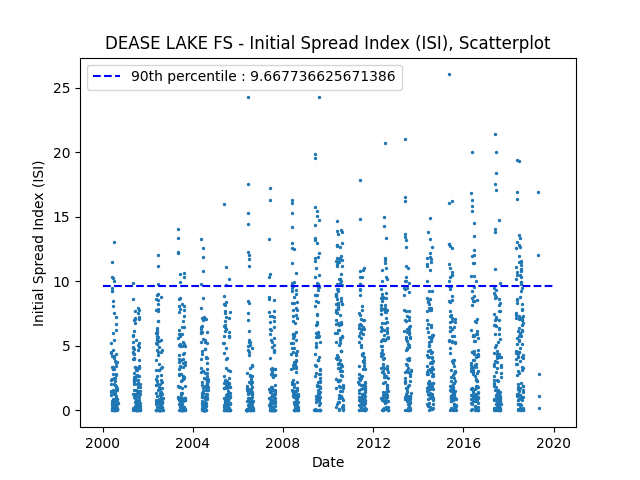 DEASE LAKE FS - Initial Spread Index (ISI), Scatterplot
90th percentile : 9.667736625671386
25
20
15
10
5
0
Initial Spread Index (ISI)
2000 2004 2008 2012 2016 2020
Date